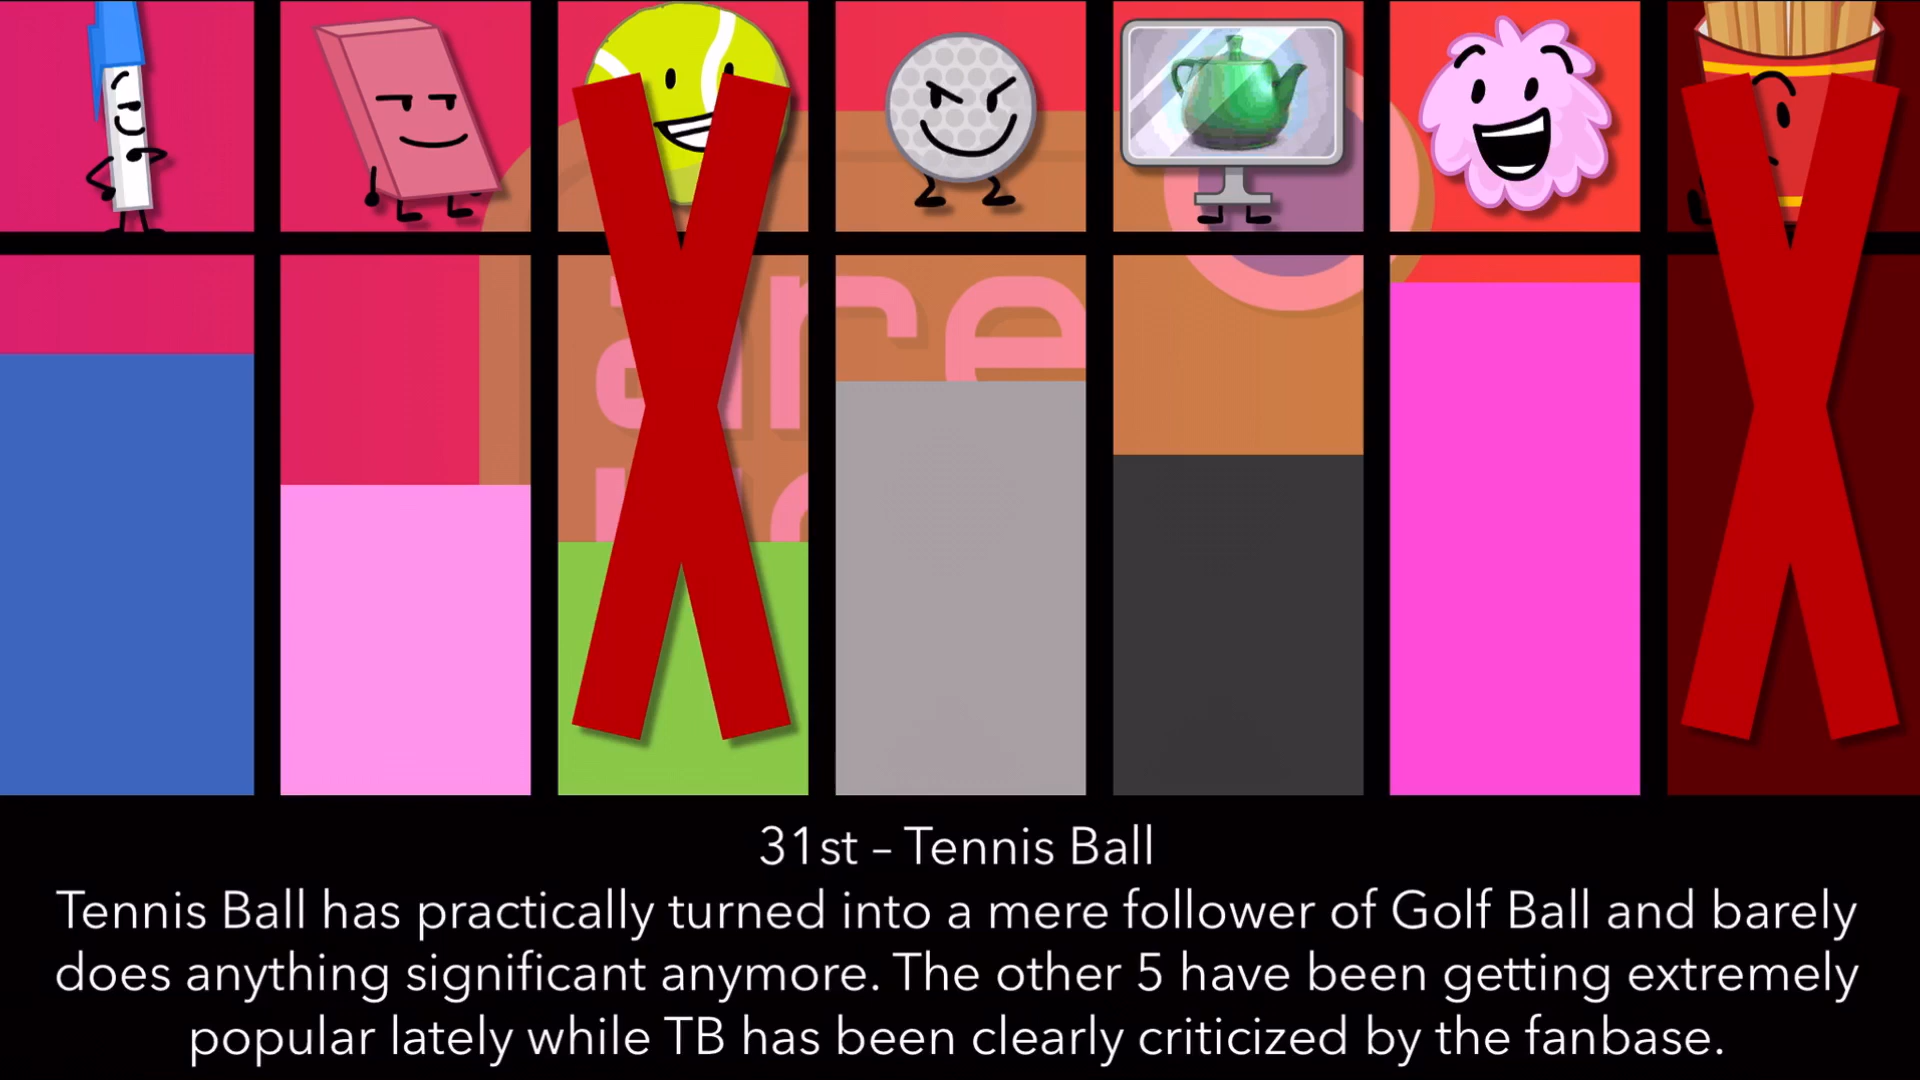 are
31st – Tennis Ball
Tennis Ball has practically turned into a mere follower of Golf Ball and barely
does anything significant anymore. The other 5 have been getting extremely
popular lately while TB has been clearly criticized by the fanbase.